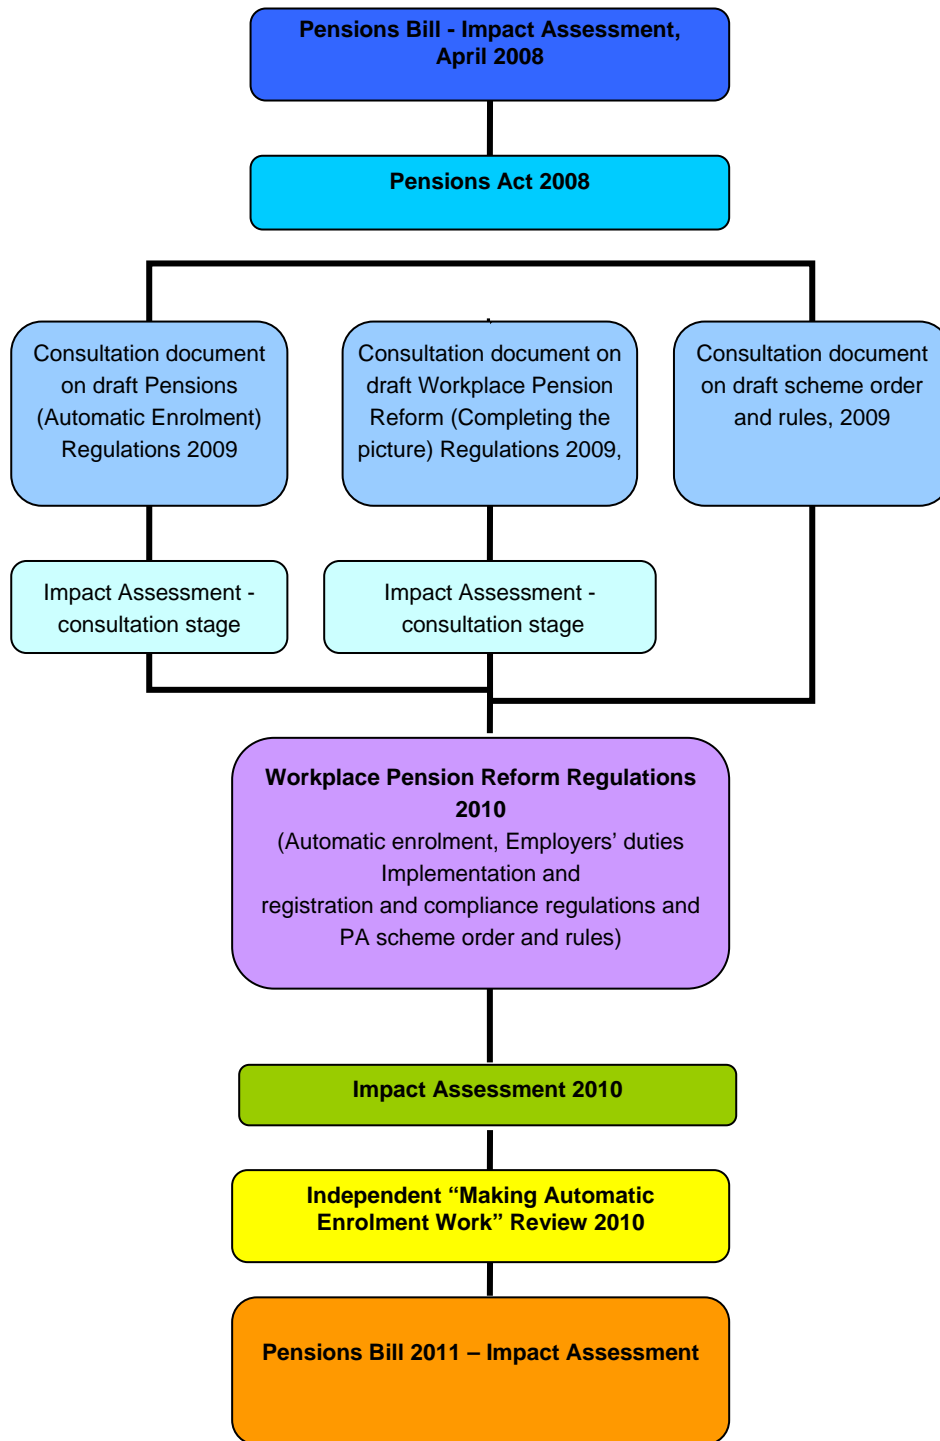 Pensions Bill - Impact Assessment,
April 2008
Pensions Act 2008
Consultation document
on draft Pensions
(Automatic Enrolment)
Regulations 2009
Consultation document on
draft Workplace Pension
Reform (Completing the
picture) Regulations 2009,
Consultation document
on draft scheme order
and rules, 2009
Impact Assessment -
consultation stage
Impact Assessment -
consultation stage
Workplace Pension Reform Regulations
2010
(Automatic enrolment, Employers’ duties
Implementation and
registration and compliance regulations and
PA scheme order and rules)
Impact Assessment 2010
Independent “Making Automatic
Enrolment Work” Review 2010
Pensions Bill 2011 – Impact Assessment